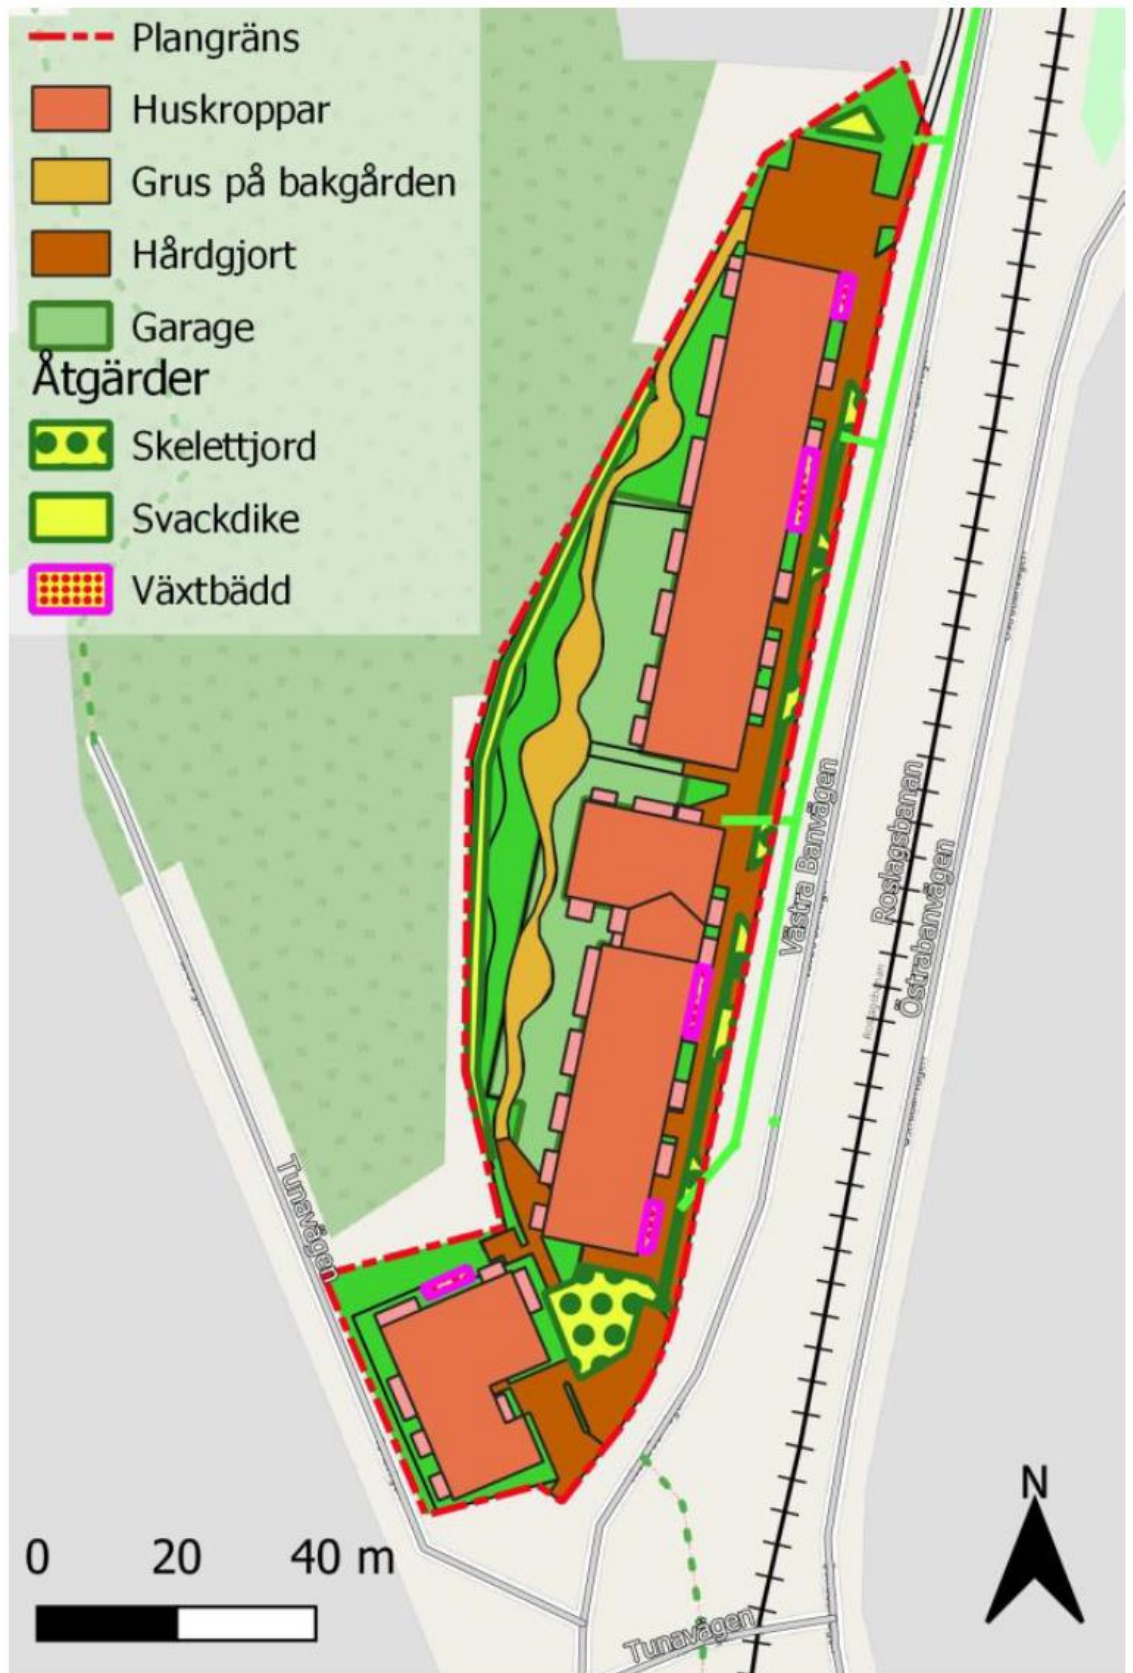 Plangräns
Huskroppar
Grus på bakgården
Hårdgjort
Garage
Åtgärder
Skelettjord
Svackdike
Växtbädd
Västra Banvägen
Roslagsbanan
Östrabanvägen
Tunavägen
Tunavägen
N
0 20 40 m